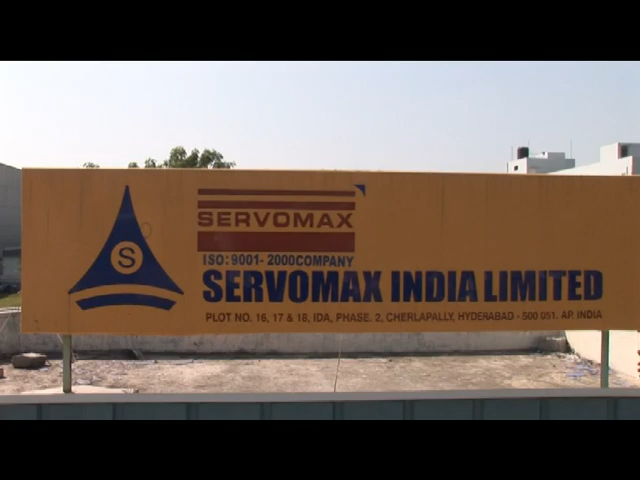 S
SERVOMAX
ISO:9001-2000COMPANY
SERVOMAX INDIA LIMITED
PLOT NO. 16, 17 & 18, IDA, PHASE. 2, CHERLAPALLY, HYDERABAD - 500 051. AP. INDIA